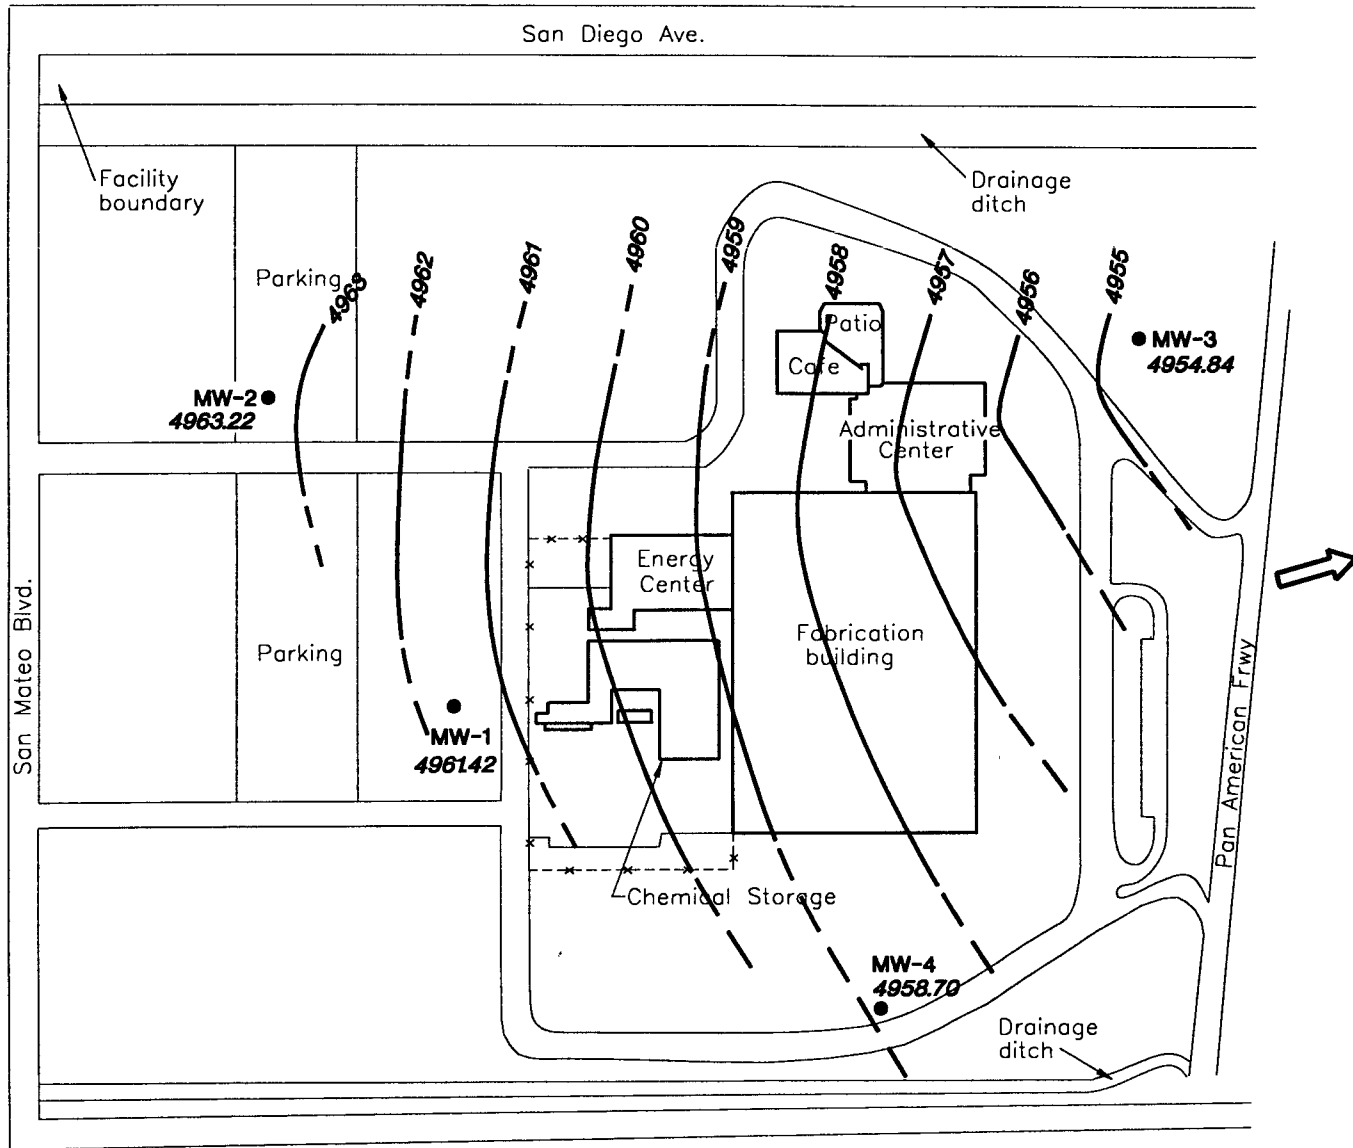 San Diego Ave.
Facility
boundary
Drainage
ditch
Parking
4963
4962
4961
4960
4959
4958
4957
4956
4955
Patio
Cafe
MW-3
4954.84
MW-2
4963.22
Administrative
Center
Energy
Center
Fabrication
building
San Mateo Blvd.
Parking
MW-1
4961.42
Pan American Frwy
Chemical Storage
MW-4
4958.70
Drainage
ditch